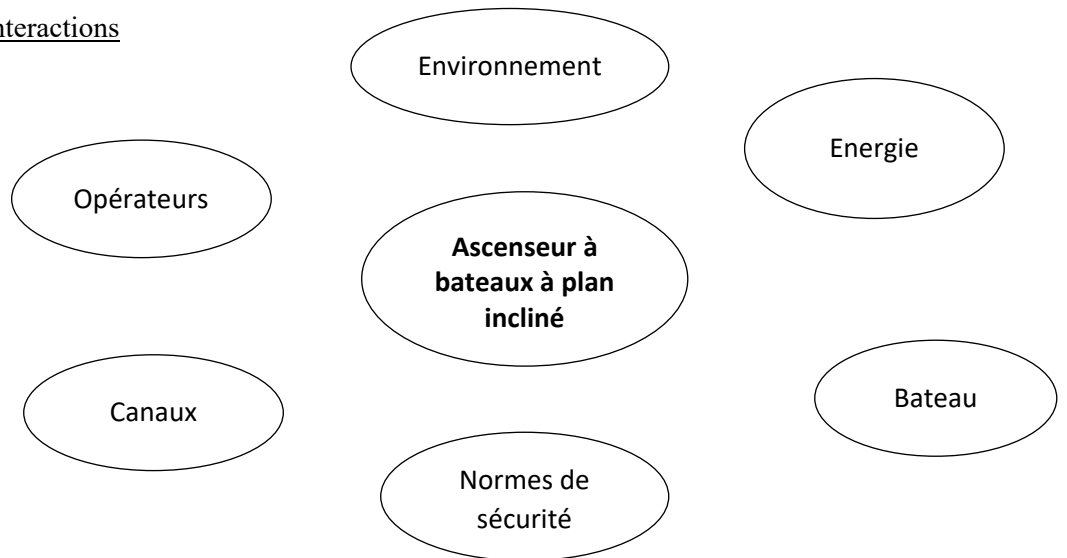 nteractions
Environnement
Energie
Opérateurs
Ascenseur à
bateaux à plan
incliné
Canaux
Bateau
Normes de
sécurité